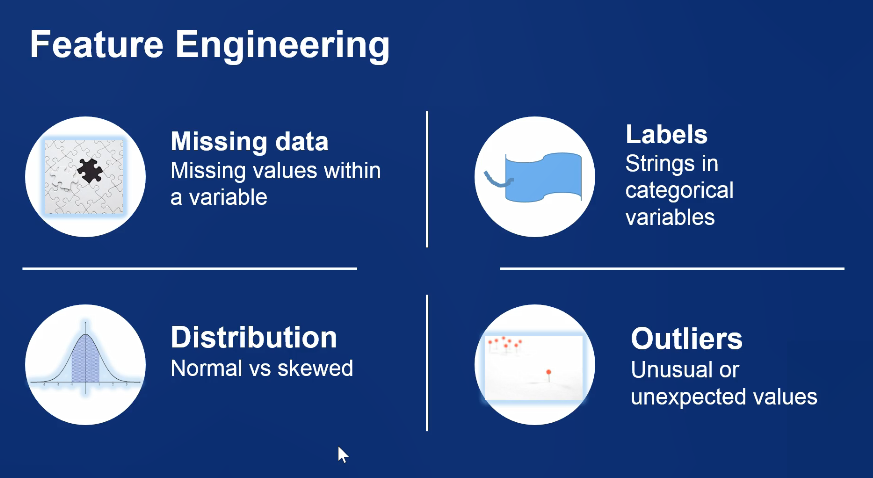 Feature Engineering
Missing data
Missing values within
a variable
Labels
Strings in
categorical
variables
Distribution
Normal vs skewed
Outliers
Unusual or
unexpected values